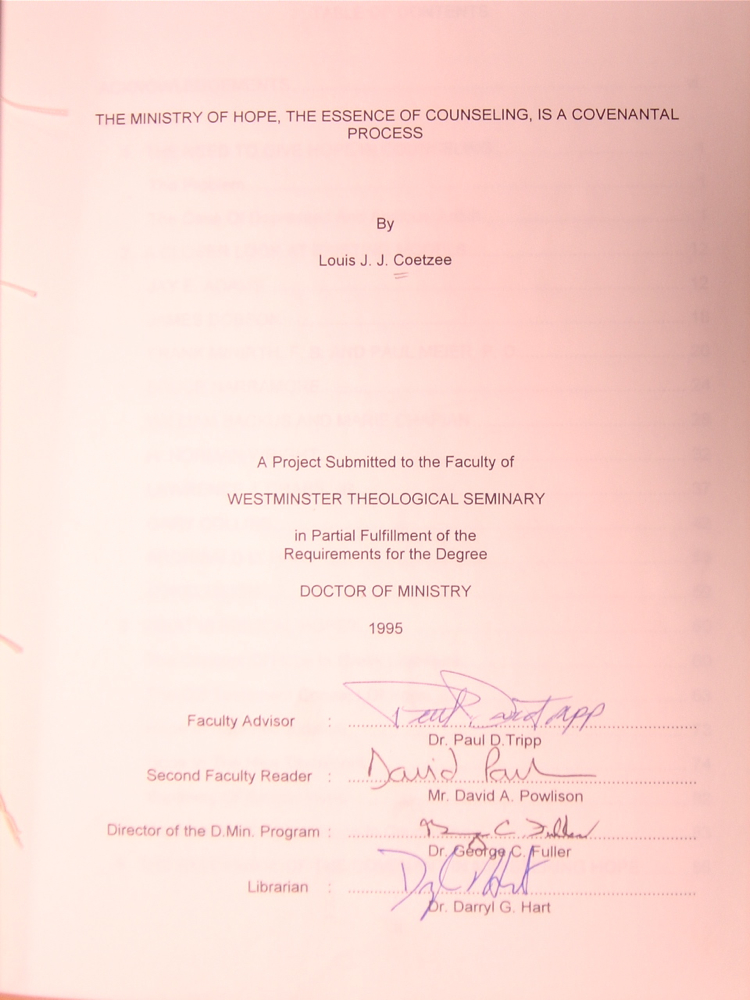 THE MINISTRY OF HOPE, THE ESSENCE OF COUNSELING, IS A COVENANTAL
PROCESS
By
Louis J. J. Coetzee
A Project Submitted to the Faculty of
WESTMINSTER THEOLOGICAL SEMINARY
in Partial Fulfillment of the
Requirements for the Degree
DOCTOR OF MINISTRY
1995
Faculty Advisor :
Dr. Paul D.Tripp
Second Faculty Reader : David
Mr. David A. Powlison
Director of the D.Min. Program : C. Fuller
Dr. George C. Fuller
Librarian :
Dr. Darryl G. Hart